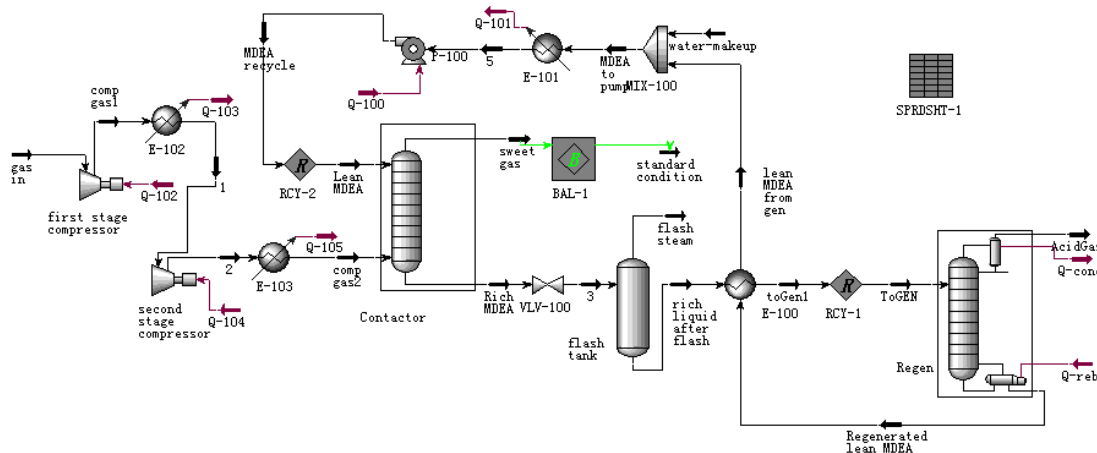 Q-101
MDEA
recycle
P-100
5
E-101
MDEA
to
pump
MIX-100
water-makeup
Q-100
SPRDSHT-1
comp
gas1
Q-103
E-102
gas
in
Q-102
1
first stage
compressor
RCY-2
Lean
MDEA
sweet
gas
BAL-1
standard
condition
lean
MDEA
from
gen
2
Q-105
E-103
comp
gas2
Q-104
second
stage
compressor
Contactor
Rich
MDEA
VLV-100
3
flash
steam
flash
tank
rich
liquid
after
flash
toGen1
E-100
RCY-1
ToGEN
AcidGas
Q-cond
Regen
Q-reb
Regenerated
lean MDEA
R
R
B